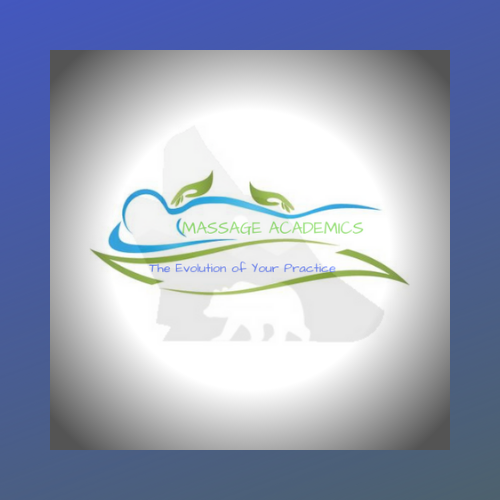 MASSAGE ACADEMICS
The Evolution of Your Practice